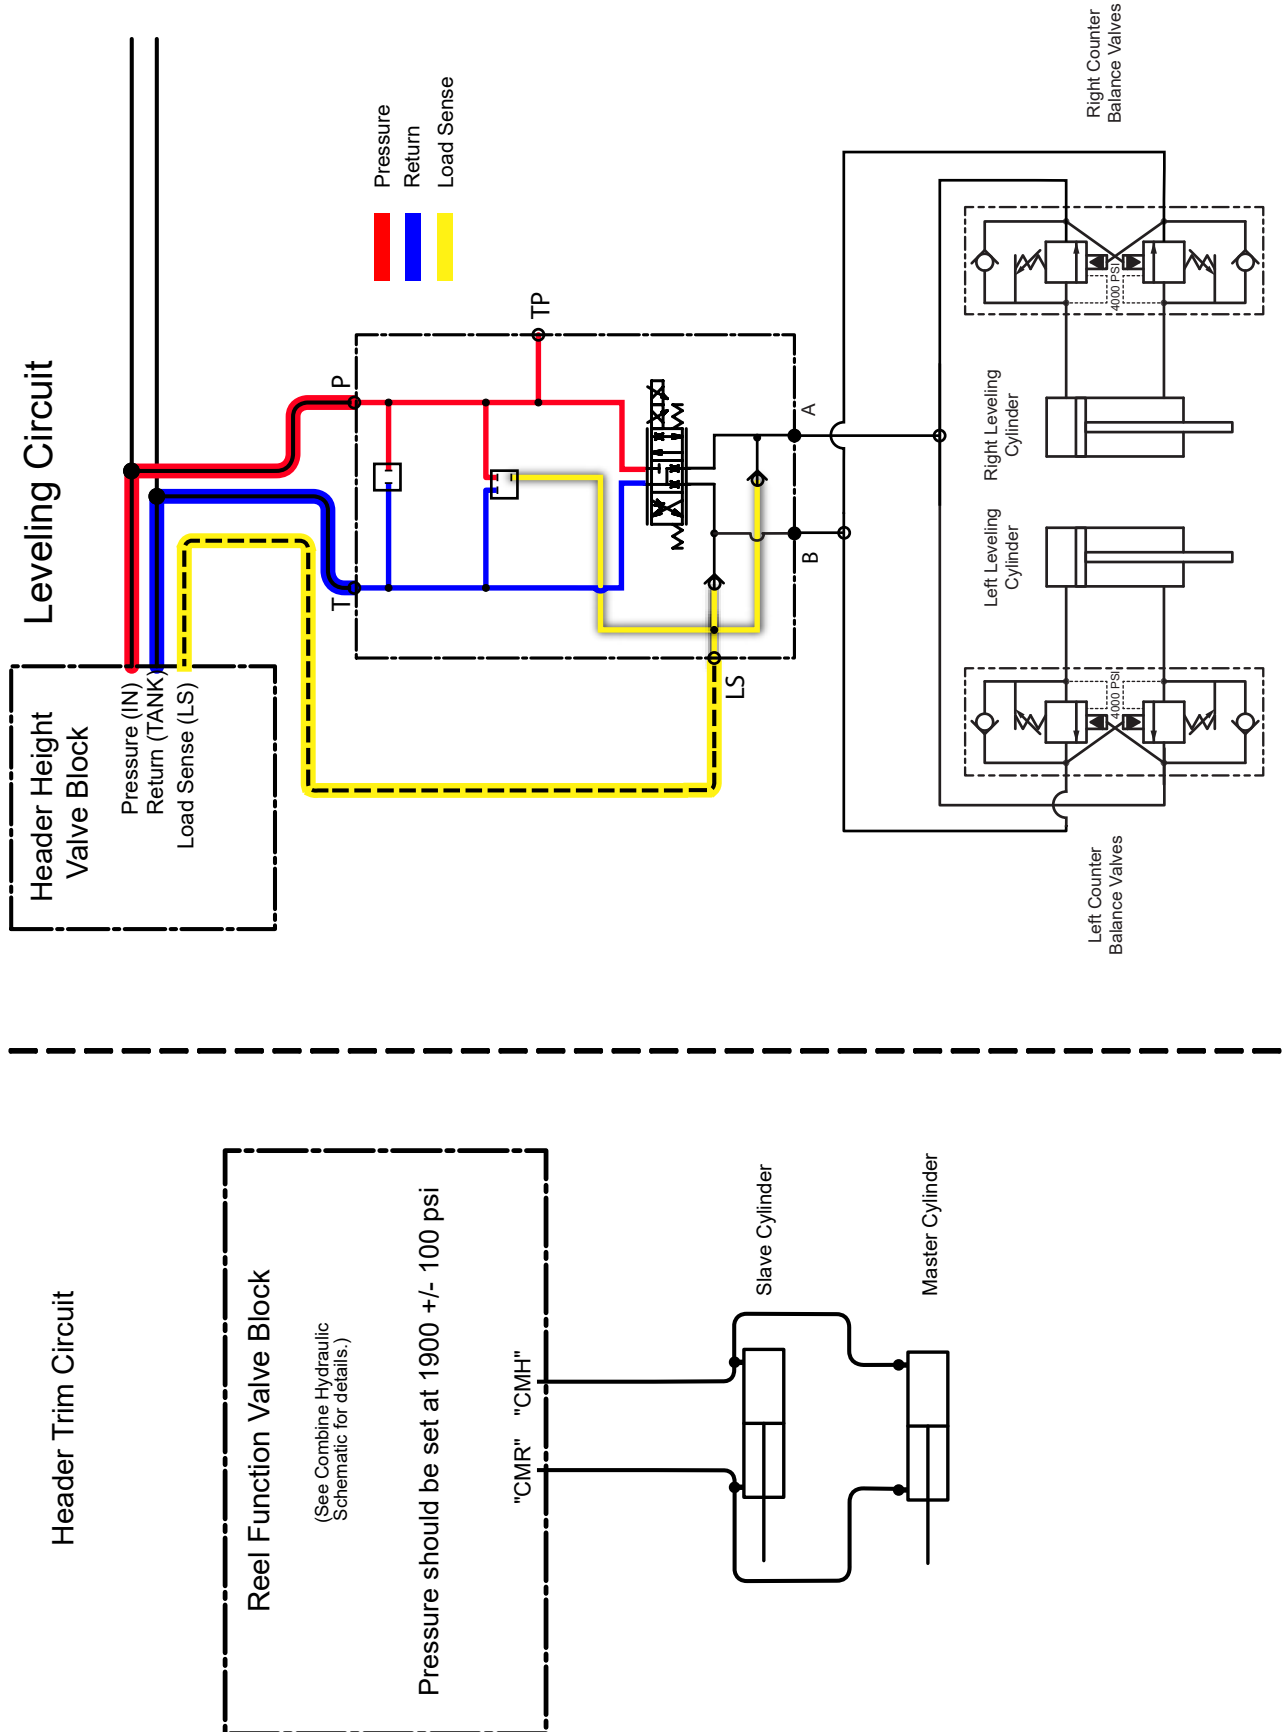 Leveling Circuit
Header Height
Valve Block
Pressure (IN)
Return (TANK)
Load Sense (LS)
Pressure
Return
Load Sense
P
T
TP
LS
A
B
Right Counter
Balance Valves
4000 PSI
Right Leveling
Cylinder
Left Leveling
Cylinder
4000 PSI
Left Counter
Balance Valves
Header Trim Circuit
Reel Function Valve Block
(See Combine Hydraulic
Schematic for details.)
Pressure should be set at 1900 +/- 100 psi
"CMR"
"CMH"
Slave Cylinder
Master Cylinder